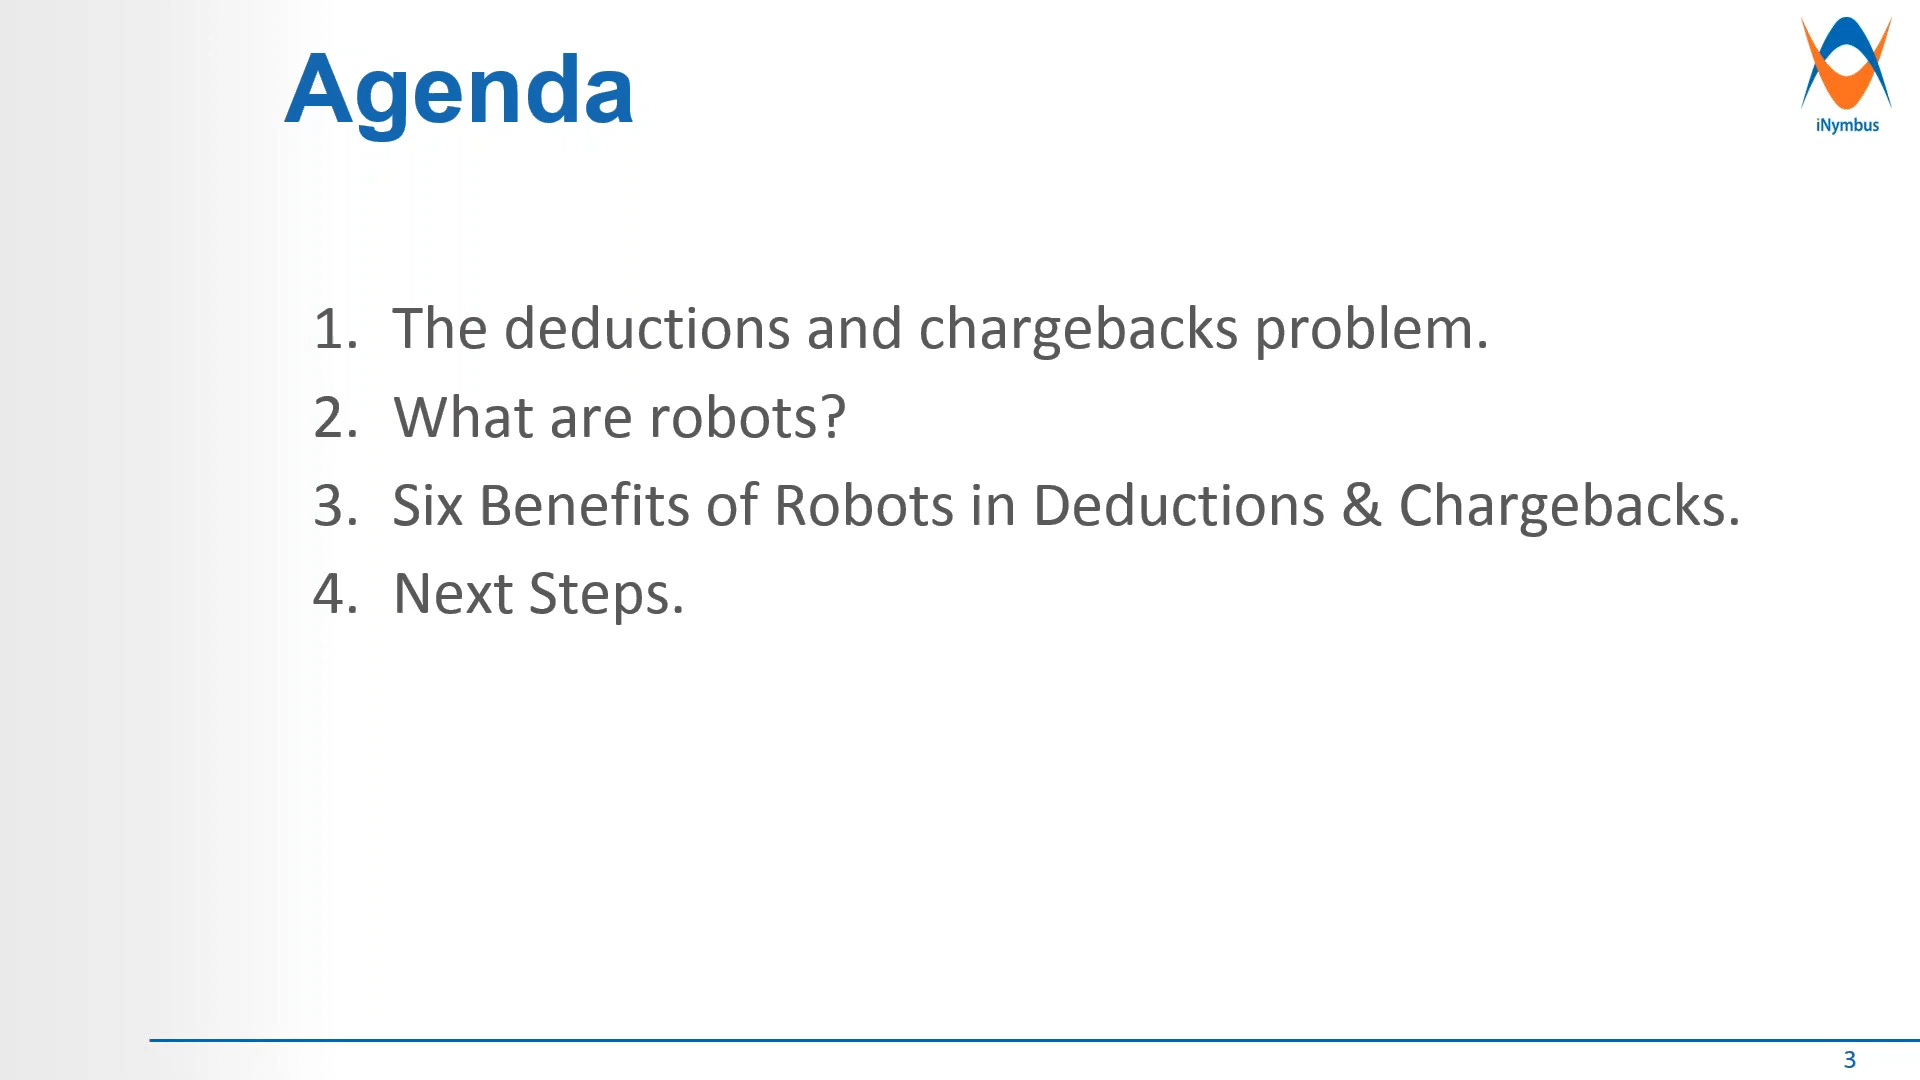 Agenda
iNymbus
1. The deductions and chargebacks problem.
2. What are robots?
3. Six Benefits of Robots in Deductions & Chargebacks.
4. Next Steps.
3